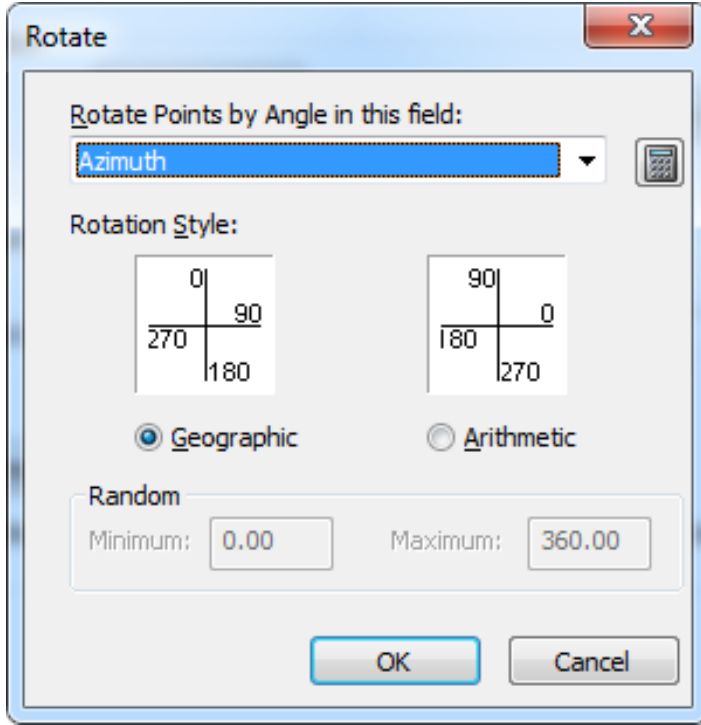 Rotate
Rotate Points by Angle in this field:
Azimuth
Rotation Style:
0 90
90 0
270 180
180 270
Geographic Arithmetic
Random
Minimum: 0.00 Maximum: 360.00
OK Cancel